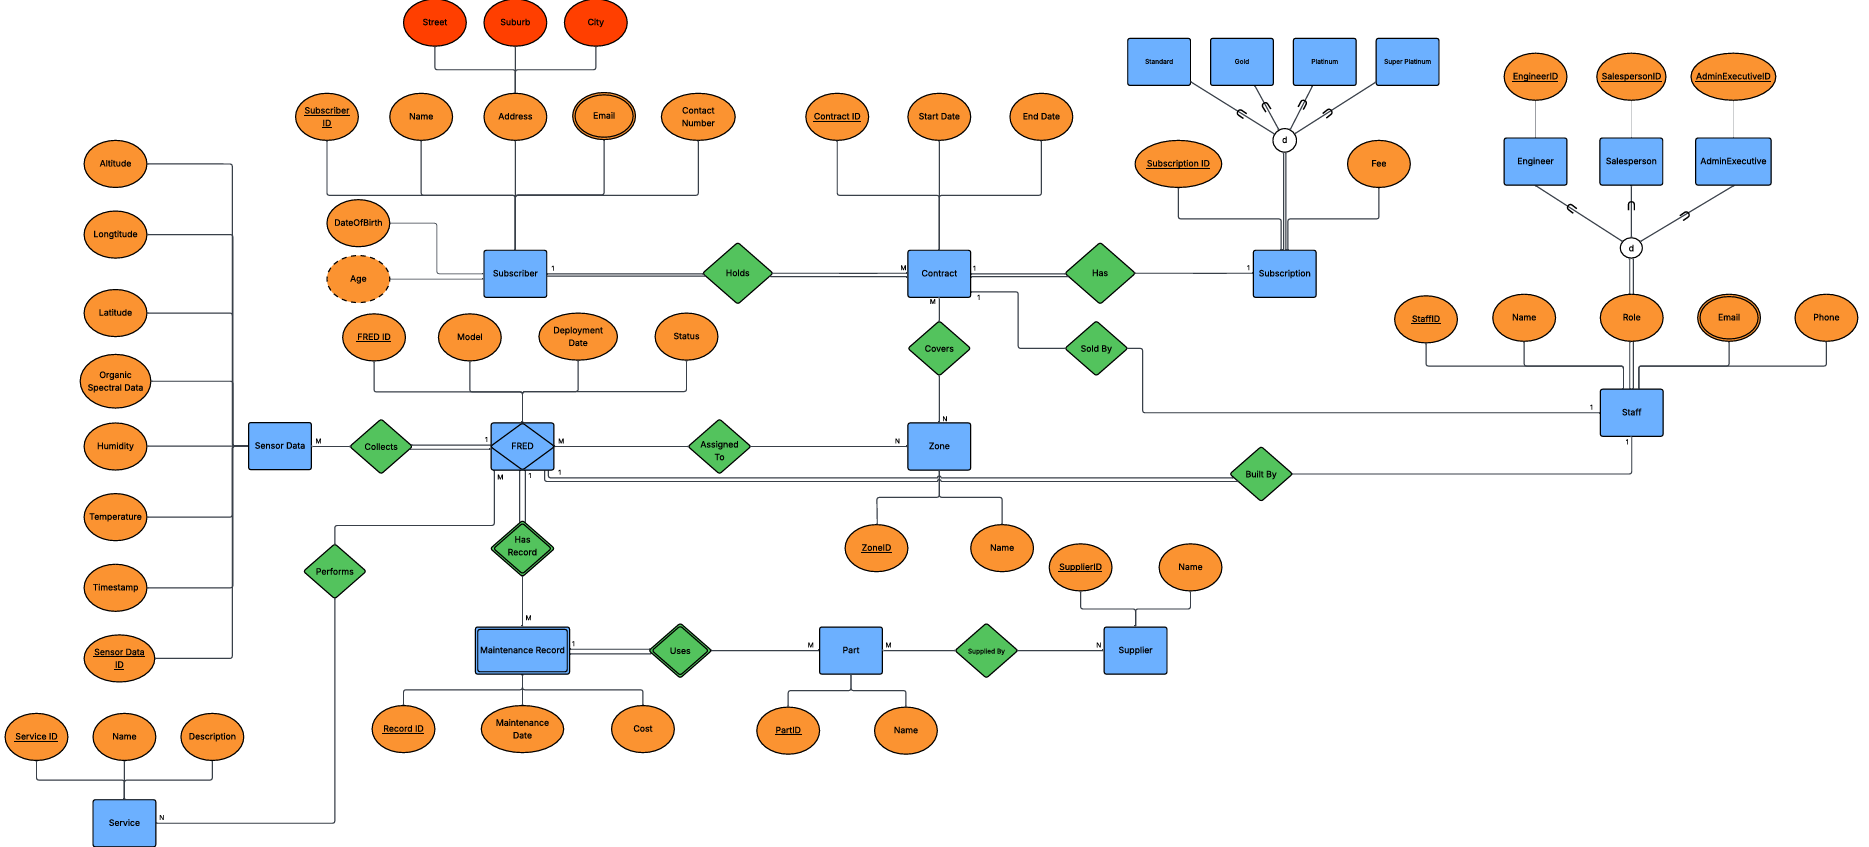 Street
Suburb
City
Standard
Gold
Platinum
Super Platinum
EngineerID
SalespersonID
AdminExecutiveID
Subscriber
ID
Name
Address
Email
Contact
Number
Contract ID
Start Date
End Date
d
Altitude
Subscription ID
Fee
Engineer
Salesperson
AdminExecutive
DateOfBirth
Longtitude
d
Subscriber
1
Holds
M
Contract
1
Has
1
Subscription
Age
M
1
Latitude
FRED ID
Model
Deployment
Date
Status
Covers
Sold By
StaffID
Name
Role
Email
Phone
Organic
Spectral Data
1
Staff
N
1
Humidity
Sensor Data
M
Collects
1
FRED
M
Assigned
To
N
Zone
M
1
1
Built By
Temperature
Has
Record
ZoneID
Name
Performs
SupplierID
Name
Timestamp
M
Sensor Data
ID
Maintenance Record
1
Uses
M
Part
M
Supplied By
N
Supplier
Record ID
Maintenance
Date
Cost
PartID
Name
Service ID
Name
Description
Service
N